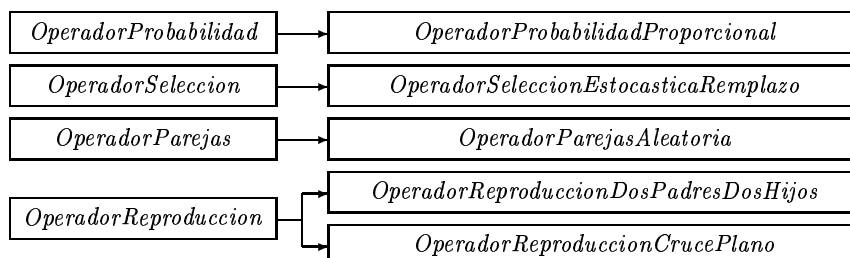 OperadorProbabilidad
OperadorProbabilidadProporcional
OperadorSeleccion
OperadorSeleccionEstocasticaRemplazo
OperadorParejas
OperadorParejasAleatoria
OperadorReproduccion
OperadorReproduccionDosPadresDosHijos
OperadorReproduccionCrucePlano